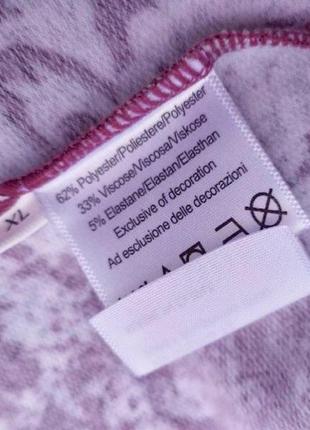 XL
62% Polyester/Poliestere/Polyester
33% Viscose/Viscosa/Viskose
5% Elastane/Elastan/Elasthan
Exclusive of decoration
Ad esclusione delle decorazioni